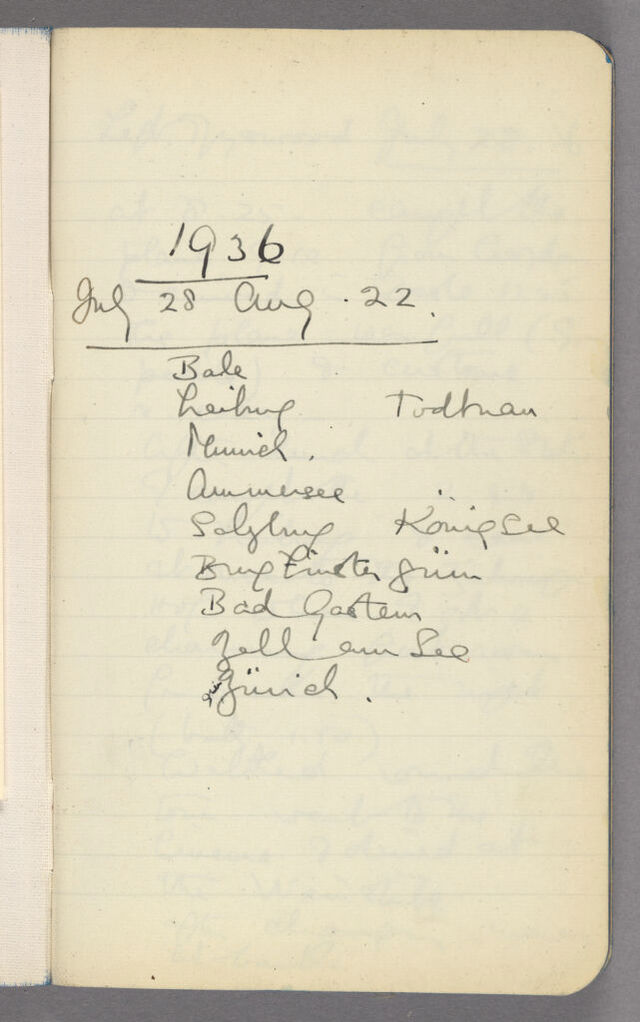 1936
July 28 Aug. 22.
Bale
Freiburg Todtnau
Munich.
Ammersee
Salzburg Königsee
Burg Finstergrün
Bad Gastein
Zell am See
Zürich.